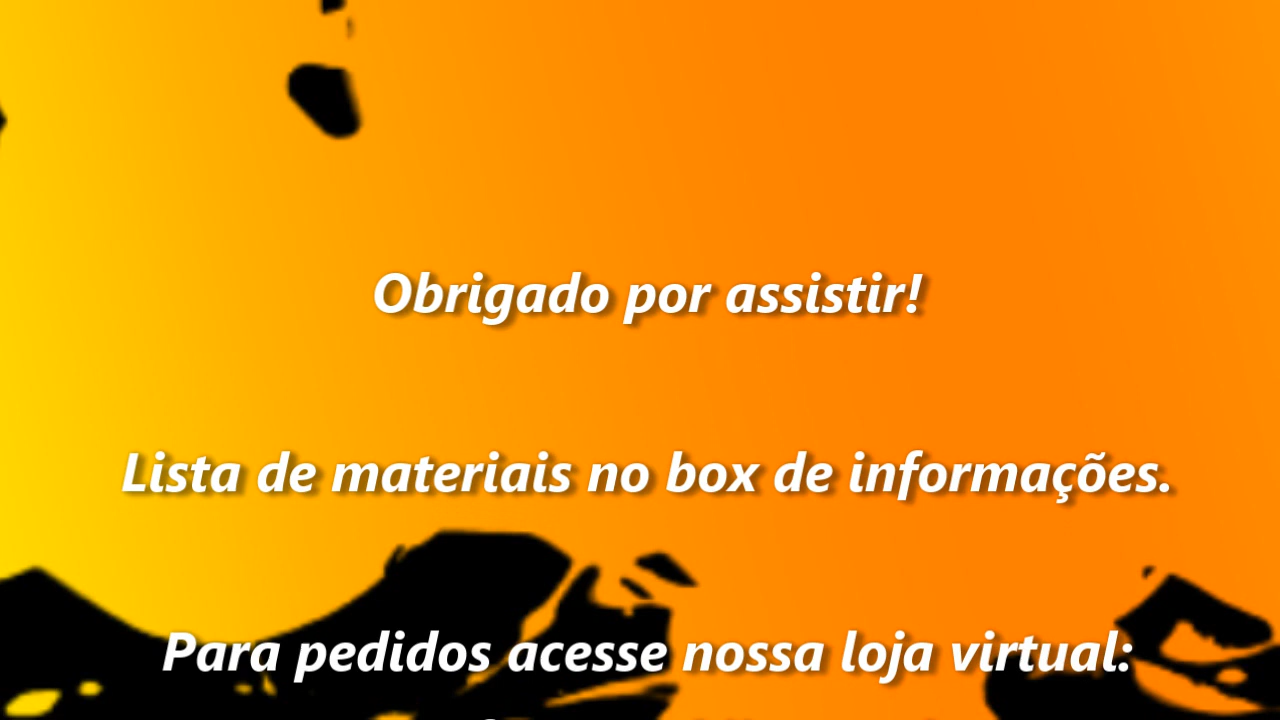 Obrigado por assistir!
Lista de materiais no box de informações.
Para pedidos acesse nossa loja virtual: